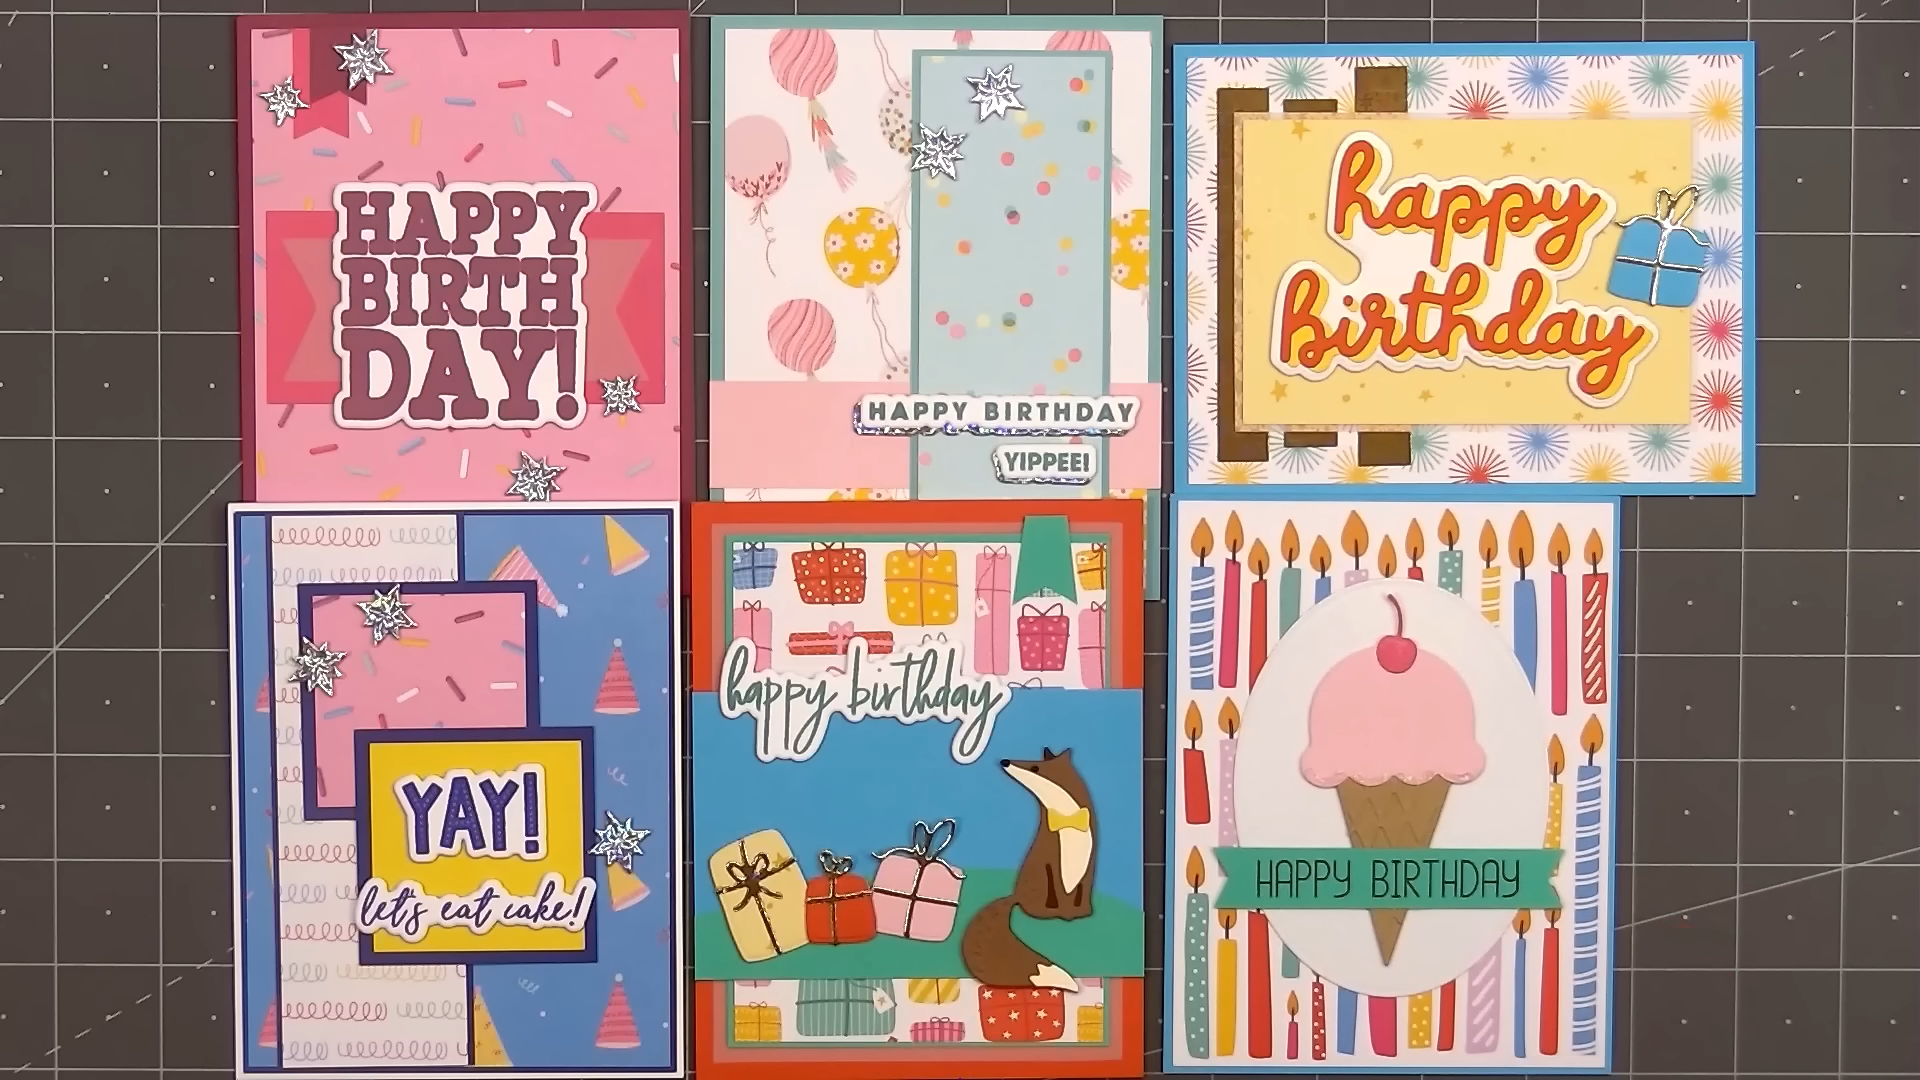 HAPPY
BIRTH
DAY!
HAPPY BIRTHDAY
YIPPEE!
happy
birthday
YAY!
let's eat cake!
happy birthday
HAPPY BIRTHDAY